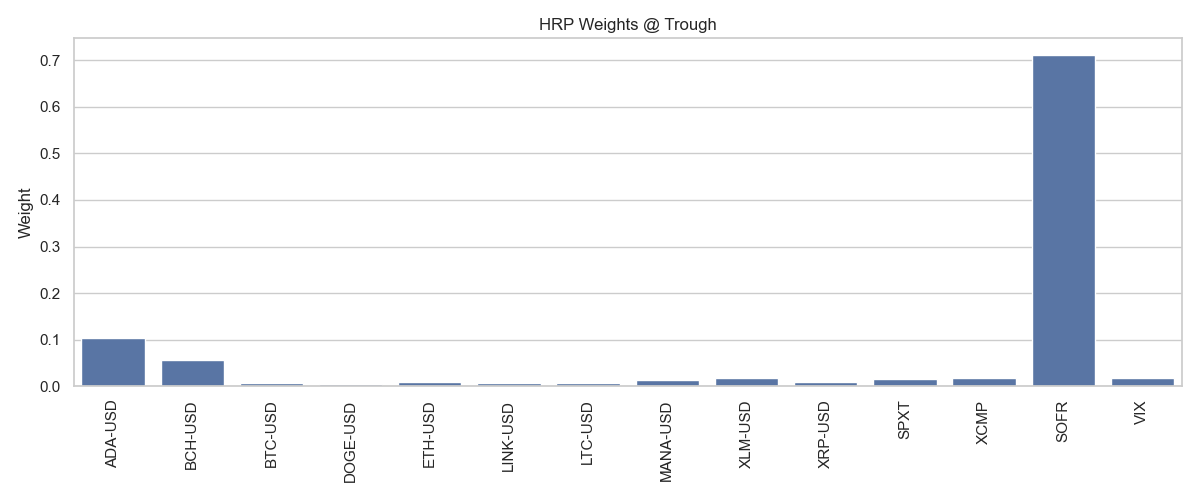 HRP Weights @ Trough
Weight
0.7
0.6
0.5
0.4
0.3
0.2
0.1
0.0
ADA-USD
BCH-USD
BTC-USD
DOGE-USD
ETH-USD
LINK-USD
LTC-USD
MANA-USD
XLM-USD
XRP-USD
SPXT
XCMP
SOFR
VIX